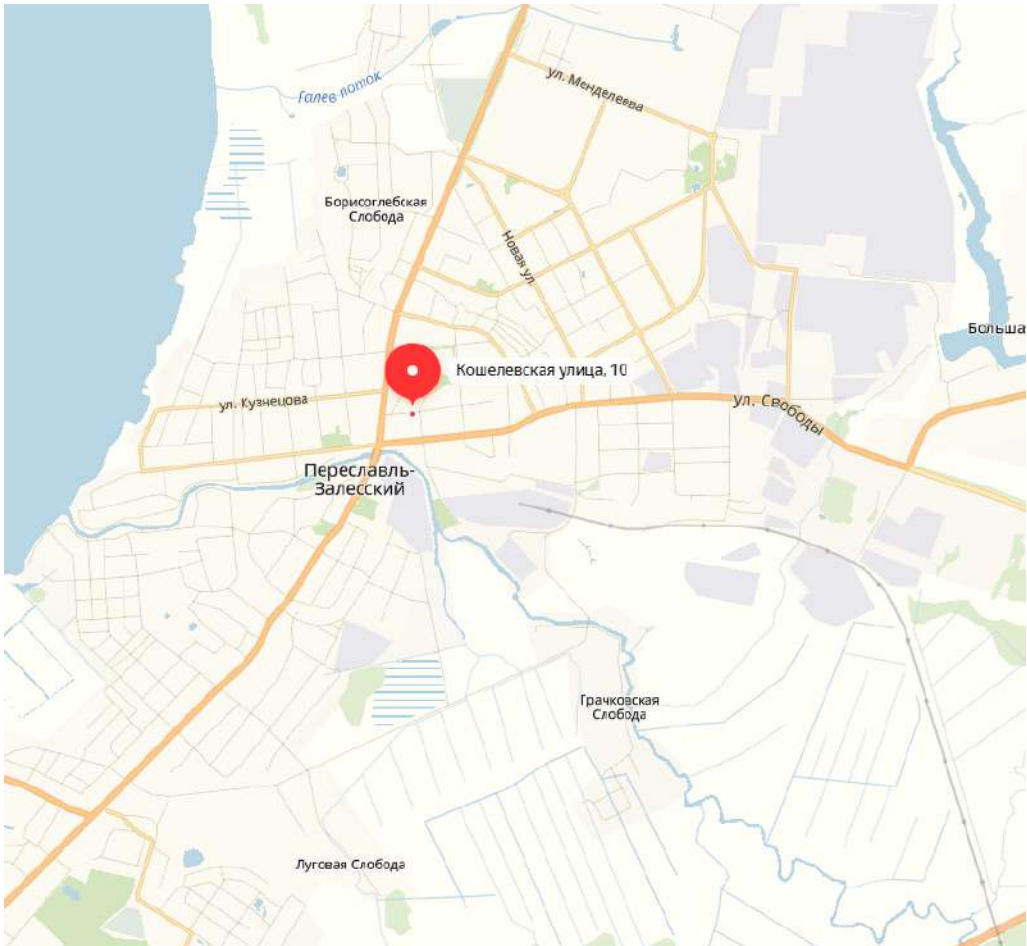 Галев поток
ул. Менделеева
Борисоглебская
Слобода
Новая ул.
Больша
Кошелевская улица, 10
ул. Кузнецова
ул. Свободы
Переславль-
Залесский
Грачковская
Слобода
Луговая Слобода